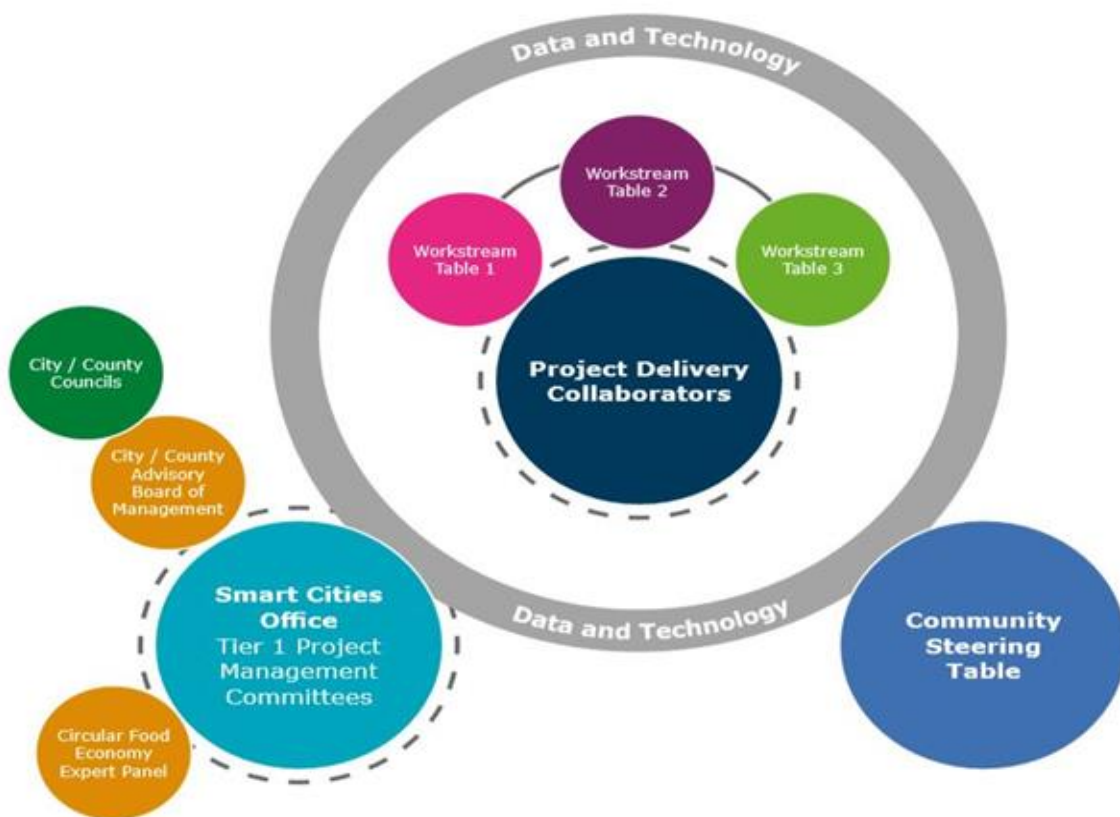 Data and Technology
Workstream
Table 2
Workstream
Table 1
Workstream
Table 3
Project Delivery
Collaborators
City / County
Councils
City / County
Advisory
Board of
Management
Smart Cities
Office
Tier 1 Project
Management
Committees
Data and Technology
Community
Steering
Table
Circular Food
Economy
Expert Panel